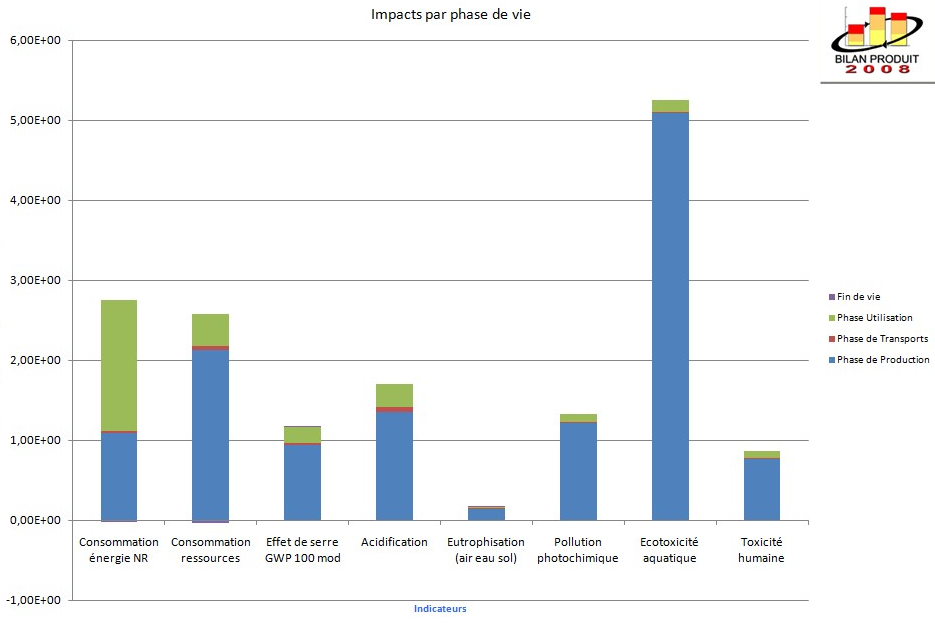 Impacts par phase de vie
BILAN PRODUIT
2008
6,00E+00
5,00E+00
4,00E+00
3,00E+00
2,00E+00
1,00E+00
0,00E+00
-1,00E+00
Fin de vie
Phase Utilisation
Phase de Transports
Phase de Production
Consommation
énergie NR
Consommation
ressources
Effet de serre
GWP 100 mod
Acidification
Eutrophisation
(air eau sol)
Pollution
photochimique
Ecotoxicité
aquatique
Toxicité
humaine
Indicateurs